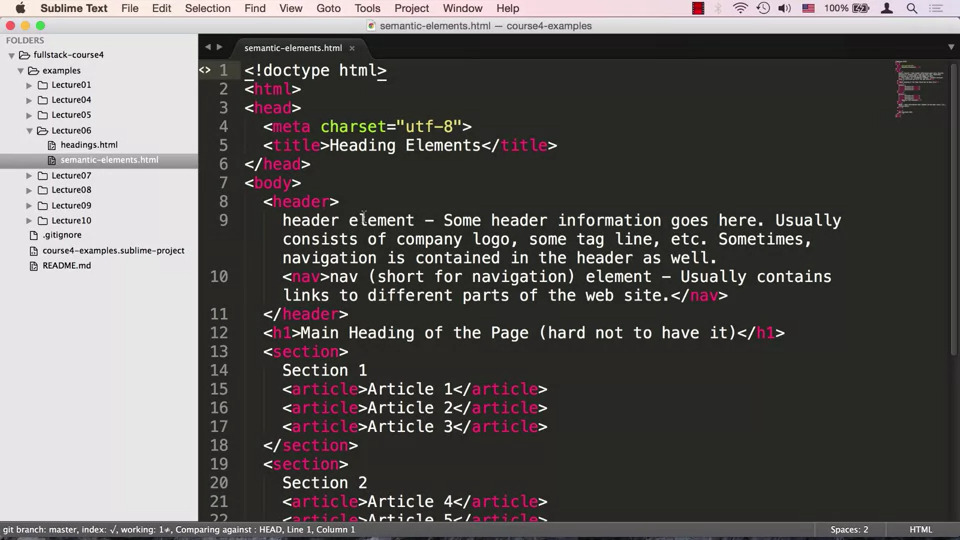 Sublime Text File Edit Selection Find View Goto Tools Project Window Help 100%
semantic-elements.html — course4-examples
FOLDERS
fullstack-course4
examples
Lecture01
Lecture04
Lecture05
Lecture06
headings.html
semantic-elements.html
Lecture07
Lecture08
Lecture09
Lecture10
.gitignore
course4-examples.sublime-project
README.md
semantic-elements.html ×
1 <!doctype html>
2 <html>
3 <head>
4 <meta charset="utf-8">
5 <title>Heading Elements</title>
6 </head>
7 <body>
8 <header>
9 header element - Some header information goes here. Usually
consists of company logo, some tag line, etc. Sometimes,
navigation is contained in the header as well.
10 <nav>nav (short for navigation) element - Usually contains
links to different parts of the web site.</nav>
11 </header>
12 <h1>Main Heading of the Page (hard not to have it)</h1>
13 <section>
14 Section 1
15 <article>Article 1</article>
16 <article>Article 2</article>
17 <article>Article 3</article>
18 </section>
19 <section>
20 Section 2
21 <article>Article 4</article>
22 <article>Article 5</article>
git branch: master, index: √, working: 1≠, Comparing against : HEAD, Line 1, Column 1
Spaces: 2
HTML